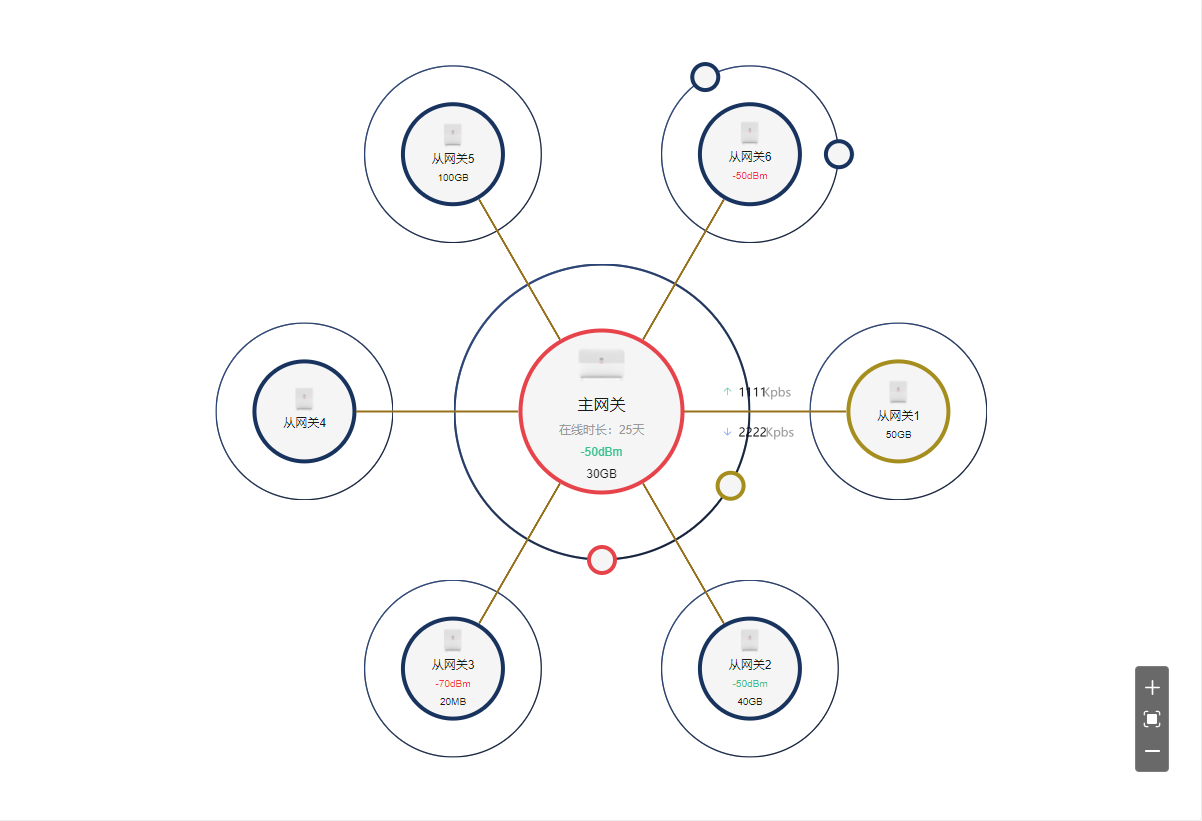 从网关5
100GB
从网关6
-50dBm
主网关
在线时长：25天
-50dBm
30GB
↑ 1111Kpbs
↓ 2222Kpbs
从网关4
从网关1
50GB
从网关3
-70dBm
20MB
从网关2
-50dBm
40GB